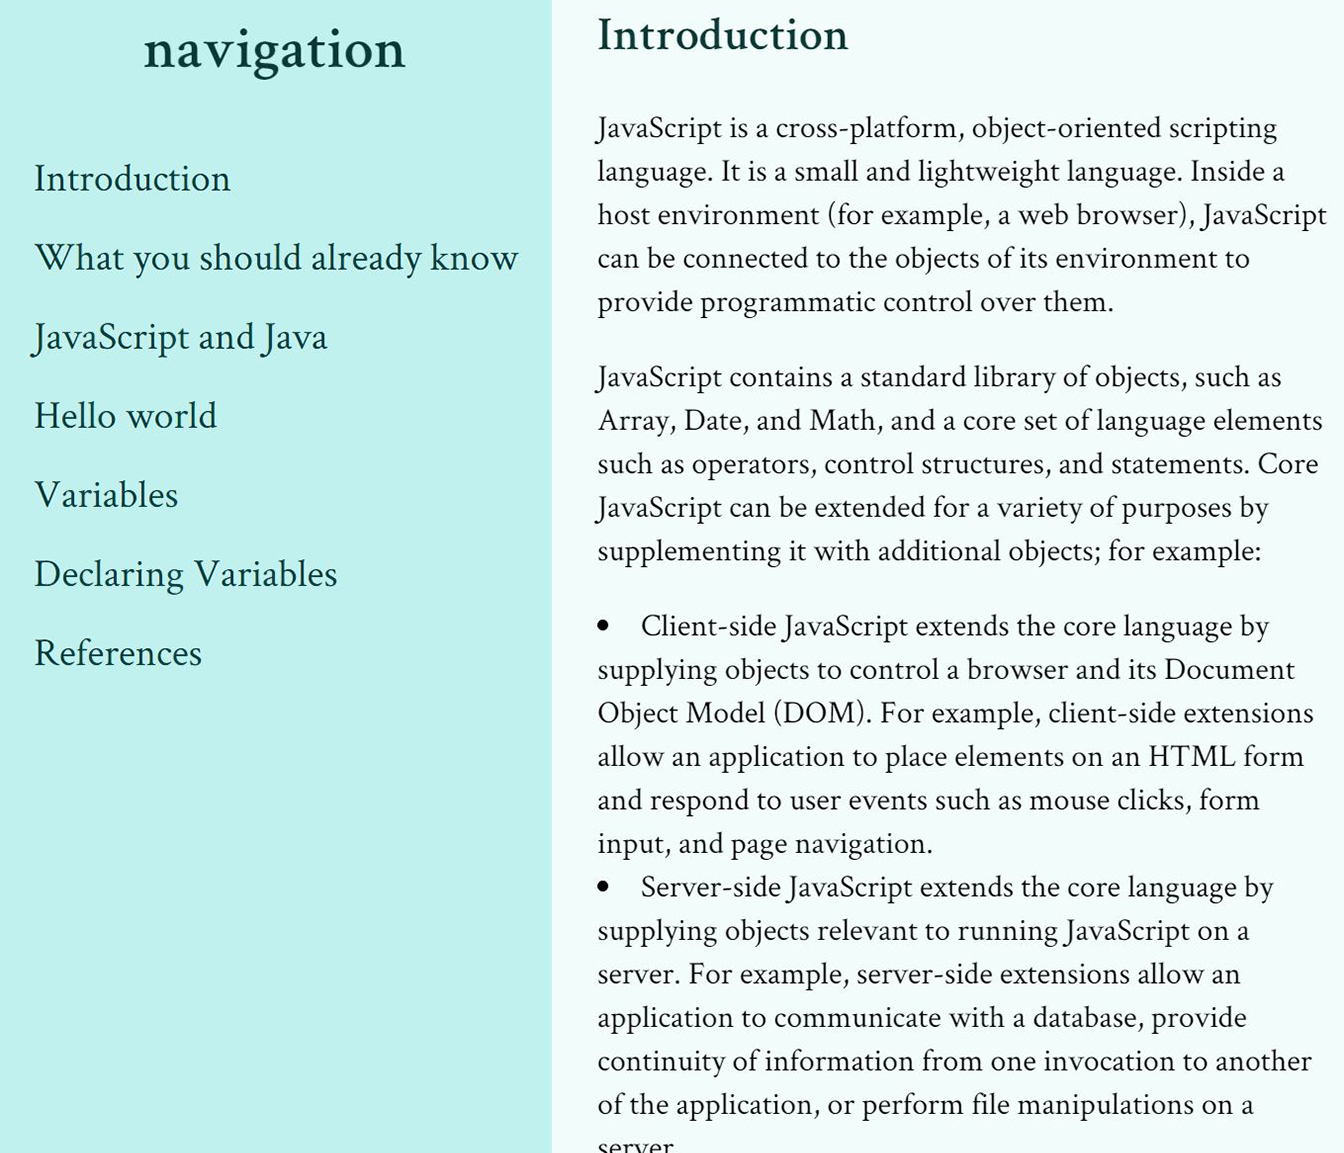 navigation
Introduction
What you should already know
JavaScript and Java
Hello world
Variables
Declaring Variables
References
Introduction
JavaScript is a cross-platform, object-oriented scripting
language. It is a small and lightweight language. Inside a
host environment (for example, a web browser), JavaScript
can be connected to the objects of its environment to
provide programmatic control over them.
JavaScript contains a standard library of objects, such as
Array, Date, and Math, and a core set of language elements
such as operators, control structures, and statements. Core
JavaScript can be extended for a variety of purposes by
supplementing it with additional objects; for example:
• Client-side JavaScript extends the core language by
supplying objects to control a browser and its Document
Object Model (DOM). For example, client-side extensions
allow an application to place elements on an HTML form
and respond to user events such as mouse clicks, form
input, and page navigation.
• Server-side JavaScript extends the core language by
supplying objects relevant to running JavaScript on a
server. For example, server-side extensions allow an
application to communicate with a database, provide
continuity of information from one invocation to another
of the application, or perform file manipulations on a
server.